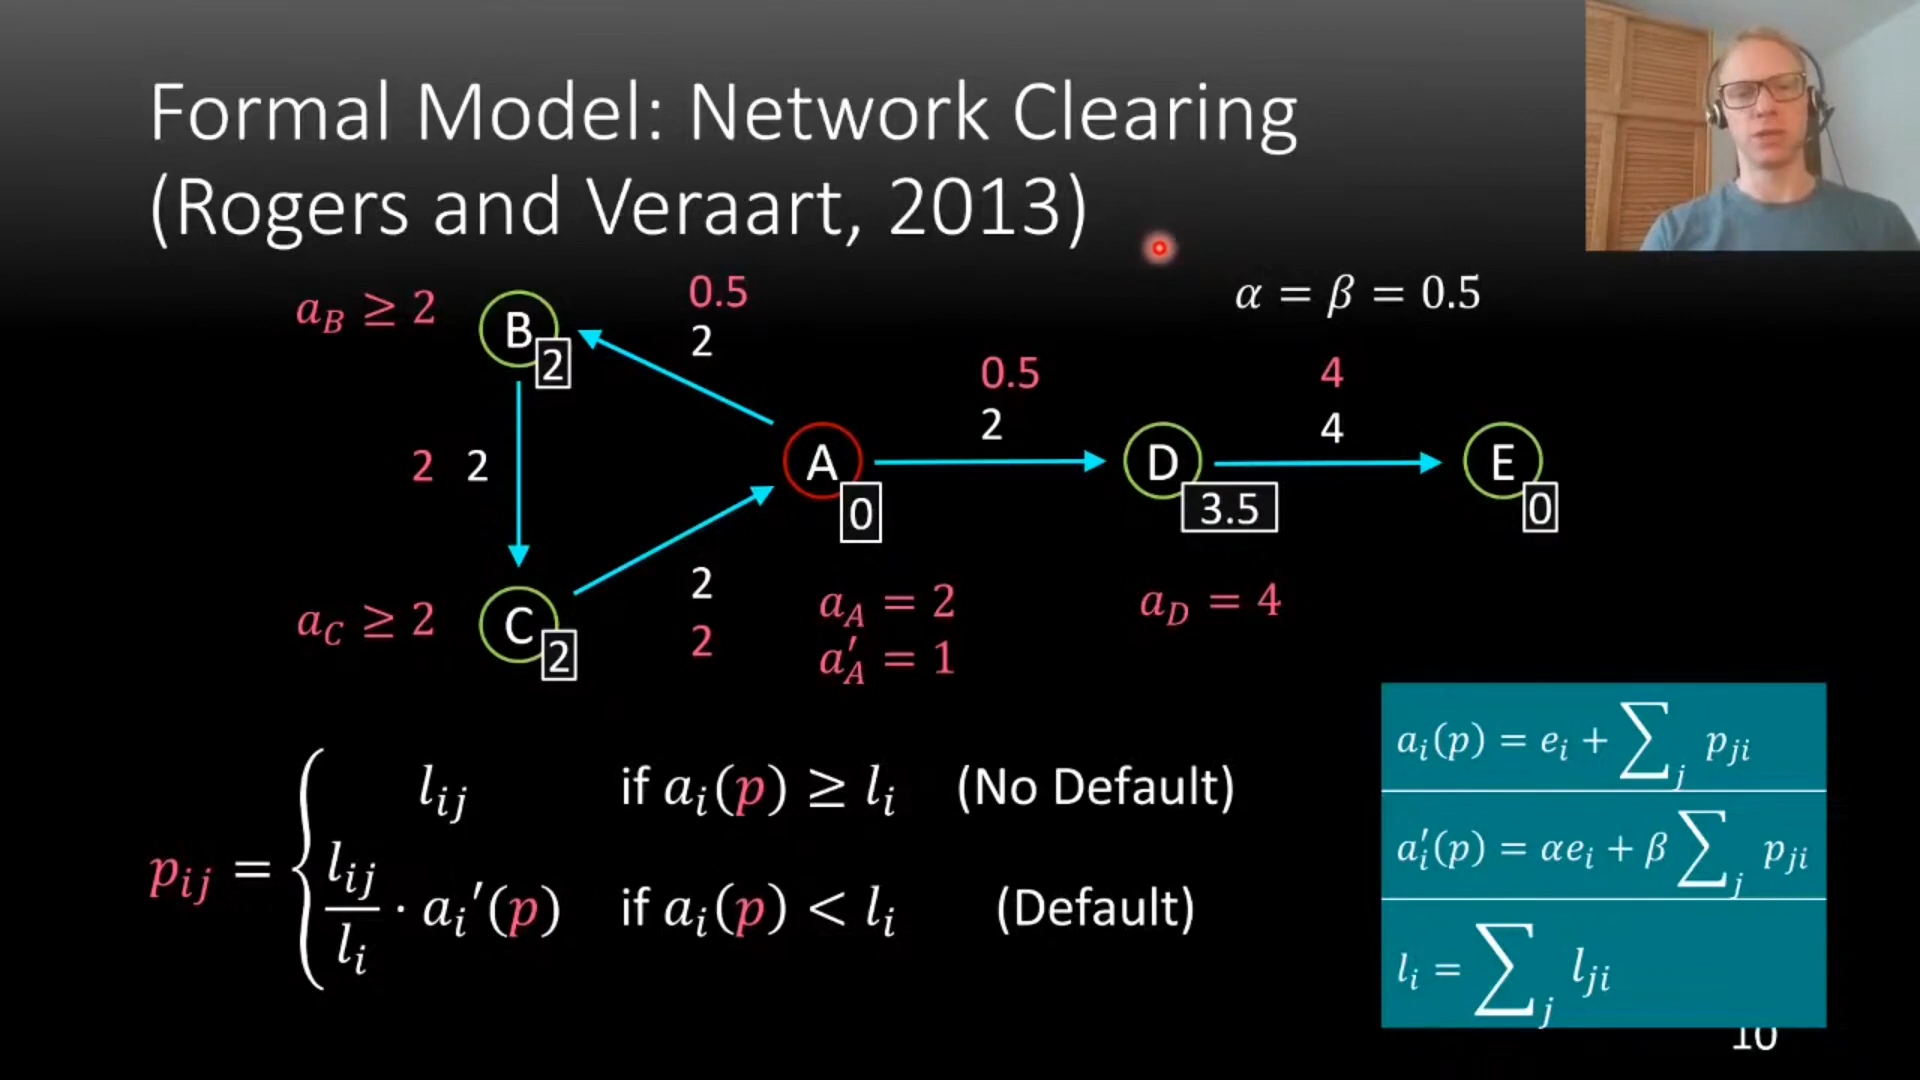 Formal Model: Network Clearing
(Rogers and Veraart, 2013)
a_B ≥ 2
B
2
0.5
2
α = β = 0.5
0.5
2
4
4
2 2
A
0
D
3.5
E
0
a_C ≥ 2
C
2
2
2
a_A = 2
a'_A = 1
a_D = 4
p_ij = { l_ij if a_i(p) ≥ l_i (No Default)
l_ij / l_i · a_i'(p) if a_i(p) < l_i (Default)
a_i(p) = e_i + ∑_j p_ji
a'_i(p) = αe_i + β ∑_j p_ji
l_i = ∑_j l_ji
10